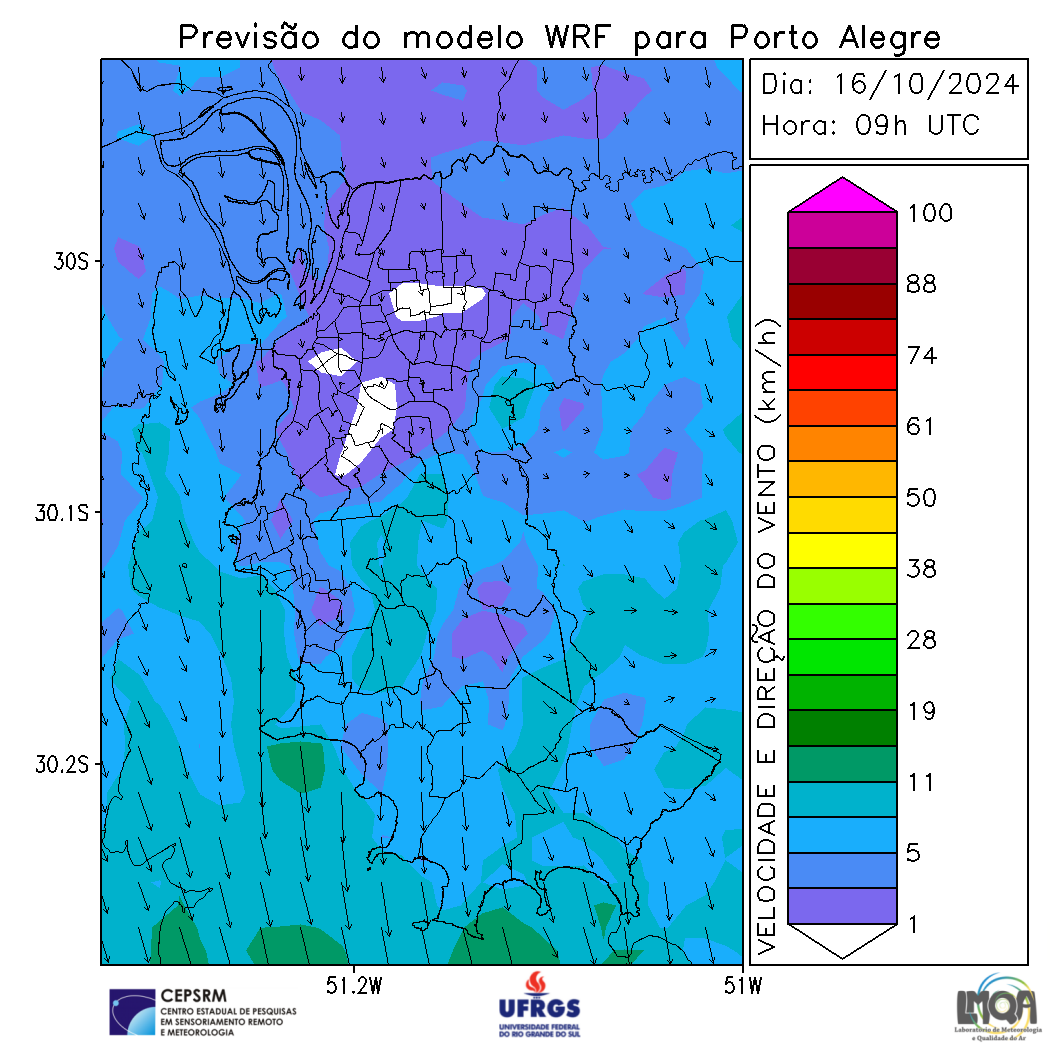 Previsão do modelo WRF para Porto Alegre
Dia: 16/10/2024
Hora: 09h UTC
30S
30.1S
30.2S
51.2W
51W
VELOCIDADE E DIREÇÃO DO VENTO (km/h)
100
88
74
61
50
38
28
19
11
5
1
CEPSRM
CENTRO ESTADUAL DE PESQUISAS
EM SENSORIAMENTO REMOTO
E METEOROLOGIA
UFRGS
UNIVERSIDADE FEDERAL
DO RIO GRANDE DO SUL
LMQA
Laboratório de Meteorologia
e Qualidade do Ar